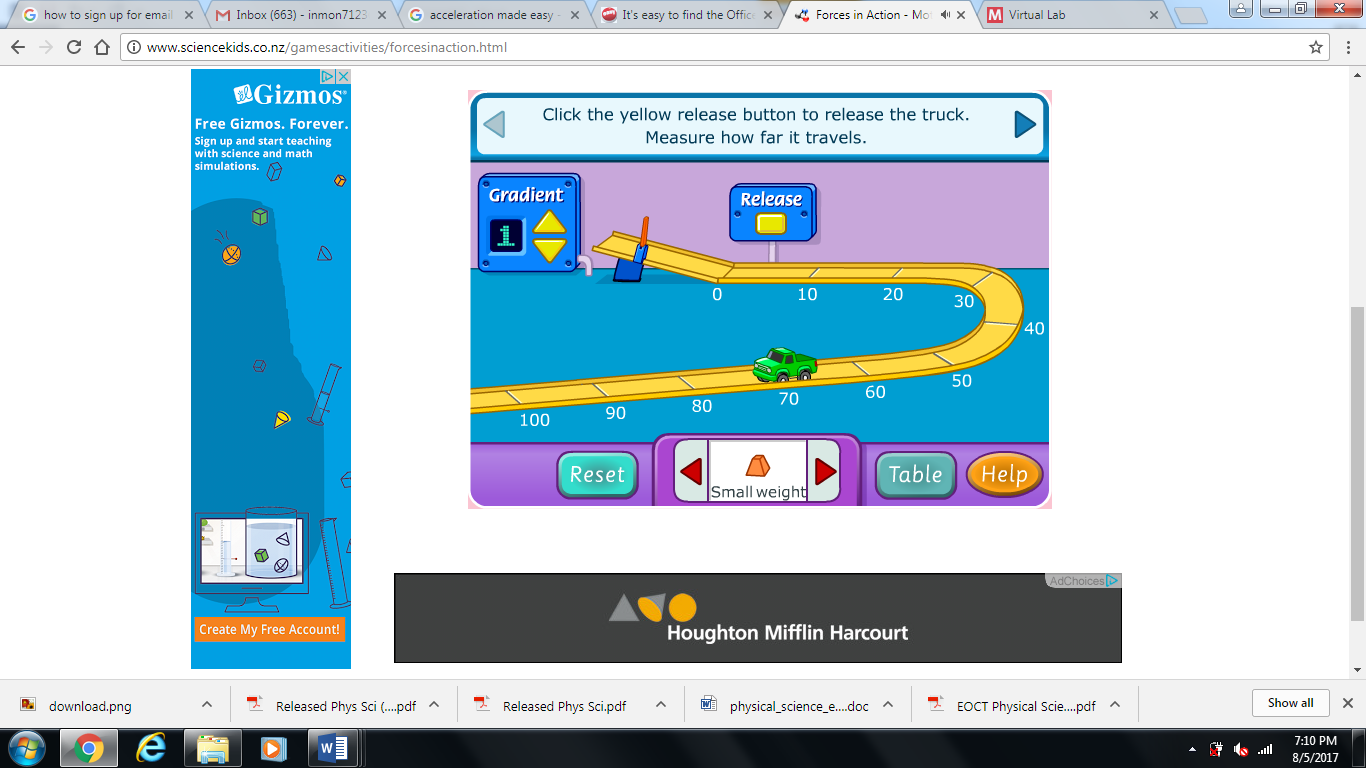 how to sign up for email
Inbox (663) - inmon7123
acceleration made easy -
It's easy to find the Offic
Forces in Action - Mot
Virtual Lab
www.sciencekids.co.nz/gamesactivities/forcesinaction.html
Gizmos
Free Gizmos. Forever.
Sign up and start teaching
with science and math
simulations.
Create My Free Account!
Click the yellow release button to release the truck.
Measure how far it travels.
Gradient
1
Release
0
10
20
30
40
50
60
70
80
90
100
Reset
Small weight
Table
Help
AdChoices
Houghton Mifflin Harcourt
download.png
Released Phys Sci (....pdf
Released Phys Sci.pdf
physical_science_e....doc
EOCT Physical Scie....pdf
Show all
7:10 PM
8/5/2017